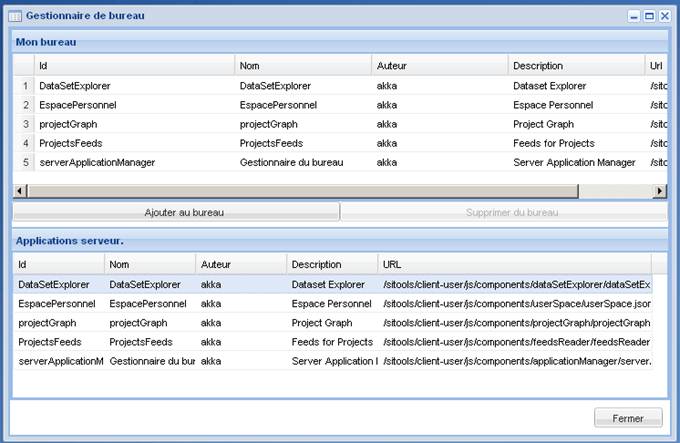 Gestionnaire de bureau
Mon bureau
Id Nom Auteur Description Url
1 DataSetExplorer DataSetExplorer akka Dataset Explorer /sito
2 EspacePersonnel EspacePersonnel akka Espace Personnel /sito
3 projectGraph projectGraph akka Project Graph /sito
4 ProjectsFeeds ProjectsFeeds akka Feeds for Projects /sito
5 serverApplicationManager Gestionnaire du bureau akka Server Application Manager /sito
Ajouter au bureau Supprimer du bureau
Applications serveur.
Id Nom Auteur Description URL
DataSetExplorer DataSetExplorer akka Dataset Explorer /sitools/client-user/js/components/dataSetExplorer/dataSetEx
EspacePersonnel EspacePersonnel akka Espace Personnel /sitools/client-user/js/components/userSpace/userSpace.json
projectGraph projectGraph akka Project Graph /sitools/client-user/js/components/projectGraph/projectGraph
ProjectsFeeds ProjectsFeeds akka Feeds for Projects /sitools/client-user/js/components/feedsReader/feedsReader
serverApplicationM Gestionnaire du bur akka Server Application I /sitools/client-user/js/components/applicationManager/server.
Fermer